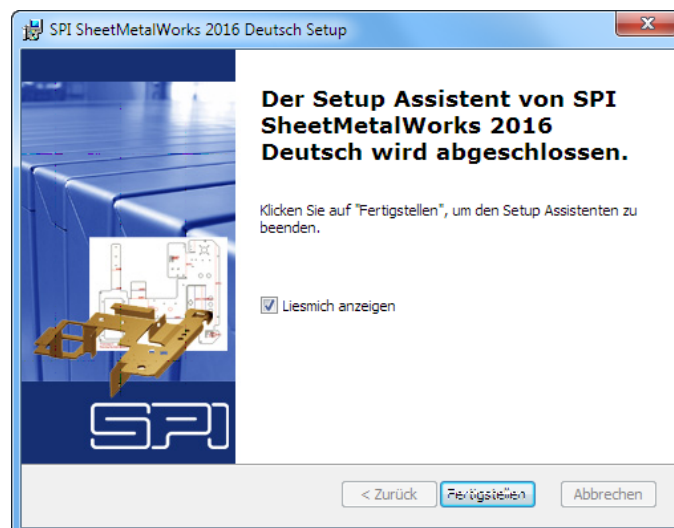 SPI SheetMetalWorks 2016 Deutsch Setup
Der Setup Assistent von SPI
SheetMetalWorks 2016
Deutsch wird abgeschlossen.
Klicken Sie auf "Fertigstellen", um den Setup Assistenten zu
beenden.
Liesmich anzeigen
SPI
< Zurück
Fertigstellen
Abbrechen